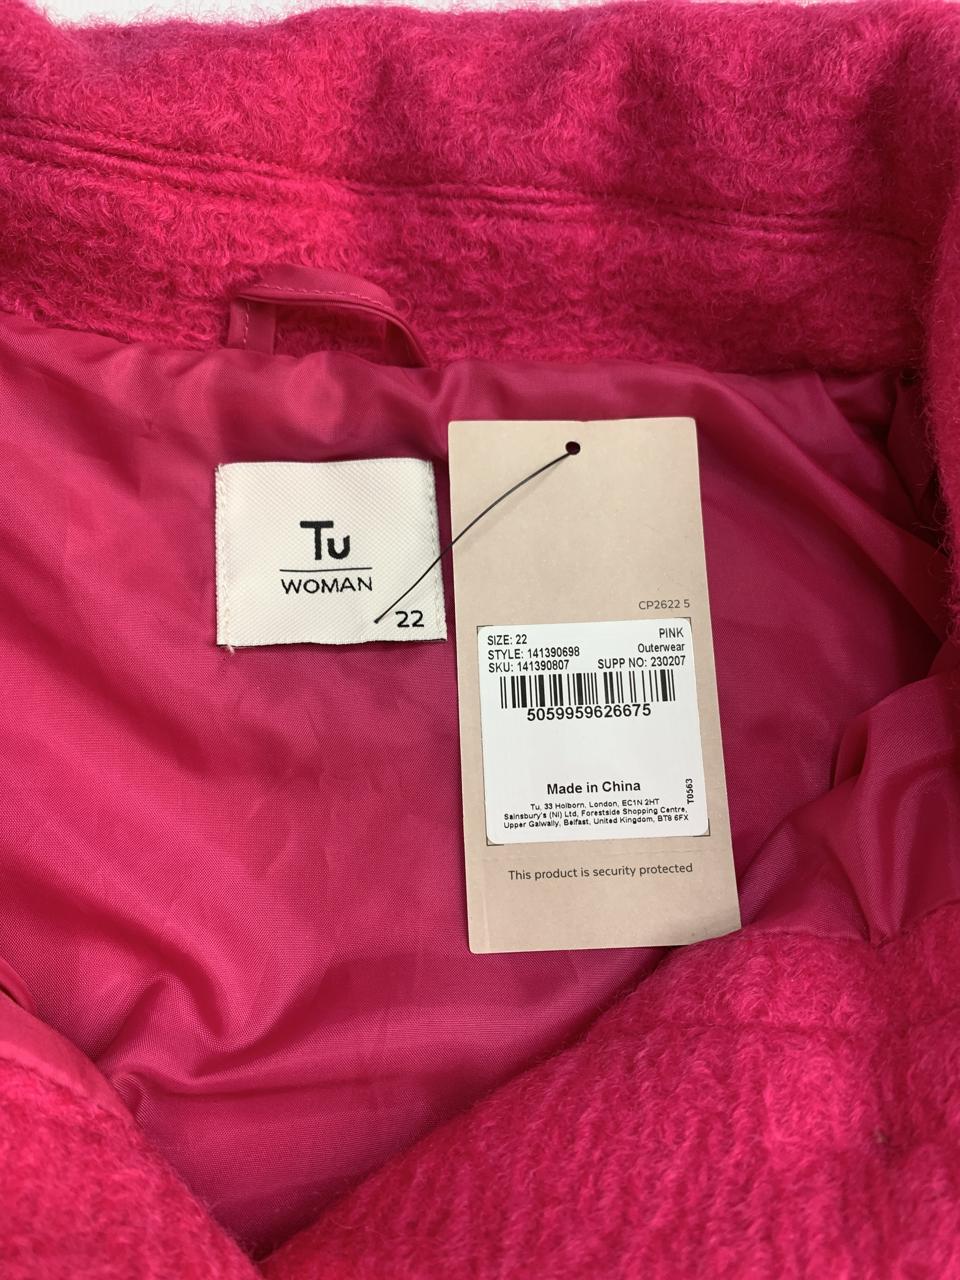 Tu
WOMAN
22
CP2622 5
SIZE: 22
PINK
STYLE: 141390698
Outerwear
SKU: 141390807
SUPP NO: 230207
5059959626675
Made in China
T0563
Tu, 33 Holborn, London, EC1N 2HT
Sainsbury's (NI) Ltd, Forestside Shopping Centre,
Upper Galwally, Belfast, United Kingdom, BT8 6FX
This product is security protected